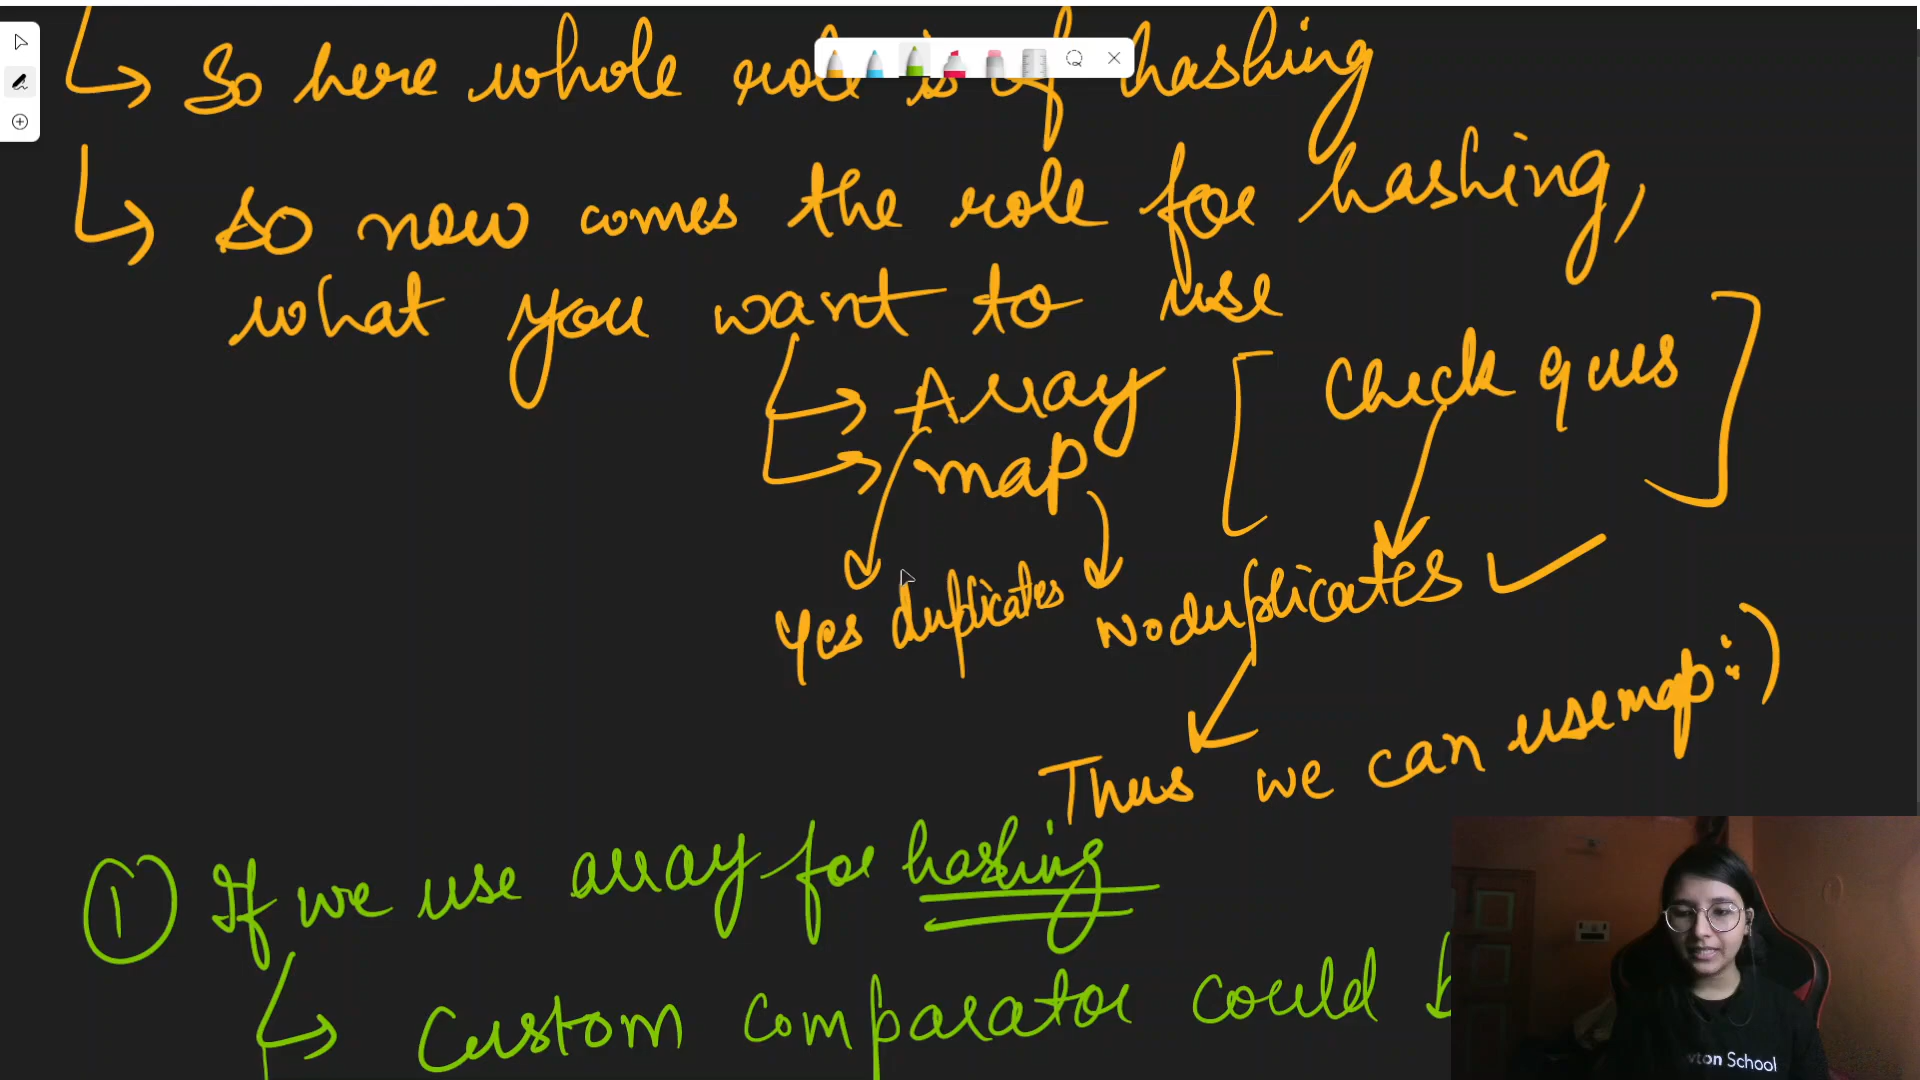 So here whole role is of hashing
So now comes the role for hashing,
what you want to use
Array
[ Check ques ]
map
Yes duplicates
No duplicates ✓
Thus we can use map :)
① If we use array for hashing
Custom comparator could
wton School